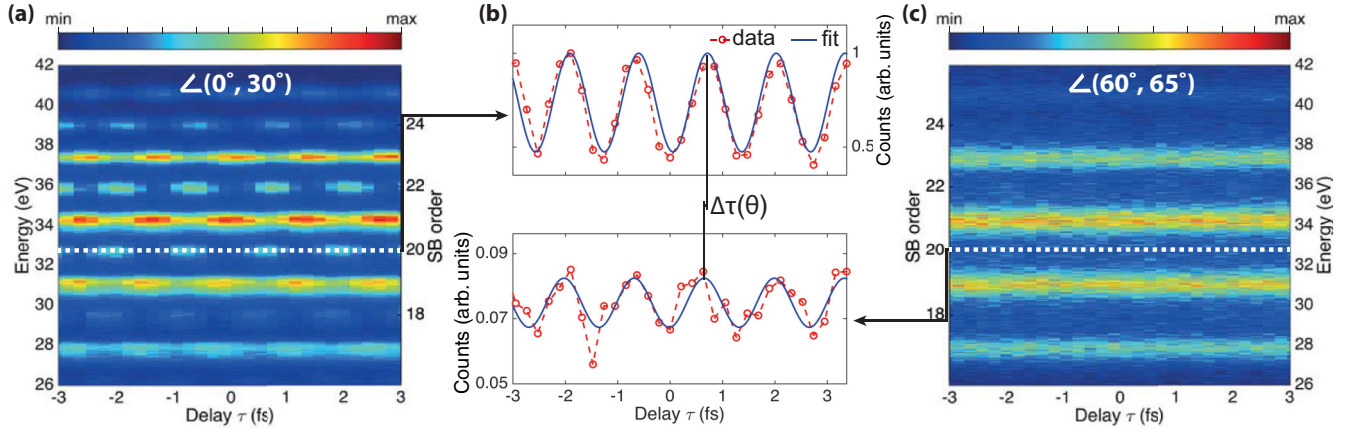 (a)
min
max
∠(0°, 30°)
Energy (eV)
42
40
38
36
34
32
30
28
26
24
22
20
18
SB order
-3
-2
-1
0
1
2
3
Delay τ (fs)
(b)
data
fit
1
0.5
Counts (arb. units)
Δτ(θ)
Counts (arb. units)
0.09
0.07
0.05
-3
-2
-1
0
1
2
3
Delay τ (fs)
(c)
min
max
∠(60°, 65°)
SB order
24
22
20
18
42
40
38
36
34
32
30
28
26
Energy (eV)
-3
-2
-1
0
1
2
3
Delay τ (fs)